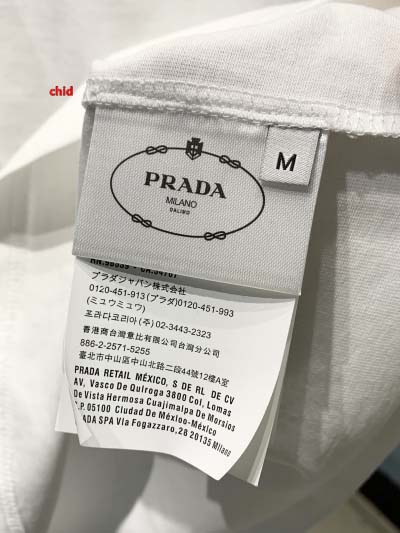 chid
M
PRADA
MILANO
DALINO
プラダジャパン株式会社
0120-451-913 (プラダ)0120-451-993
(ミュウミュウ)
프라다코리아(주) 02-3443-2323
香港商台灣意比有限公司台灣分公司
886-2-2571-5255
臺北市中山區中山北路二段44號12樓A室
PRADA RETAIL MÉXICO, S DE RL DE CV
AV, Vasco De Quiroga 3800 Col, Lomas
De Vista Hermosa Cuajimalpa De Morsios
C.P. 05100 Ciudad De México-México
ADA SPA VIa Fogazzaro,28 20135 Milano